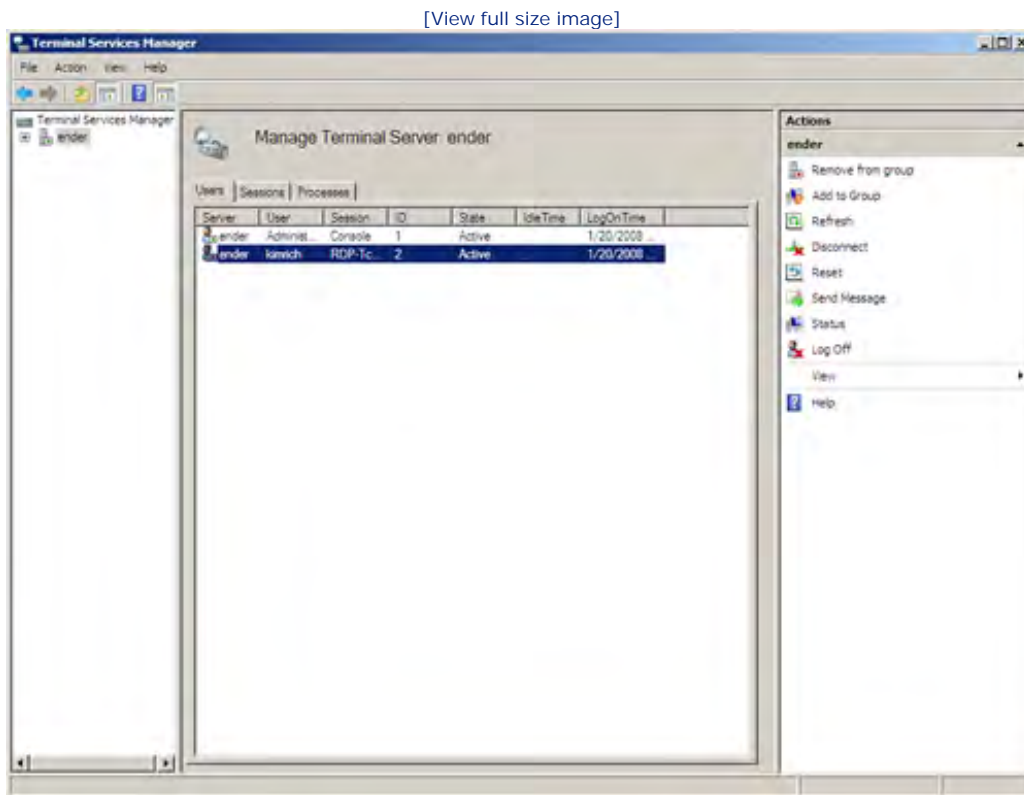 [View full size image]
Terminal Services Manager
File Action View Help
Terminal Services Manager
ender
Manage Terminal Server: ender
Users Sessions Processes
Server User Session ID State Idle Time LogOnTime
ender Administ... Console 1 Active 1/20/2008 ...
ender kimrich RDP-Tc... 2 Active 1/20/2008 ...
Actions
ender
Remove from group
Add to Group
Refresh
Disconnect
Reset
Send Message
Status
Log Off
View
Help